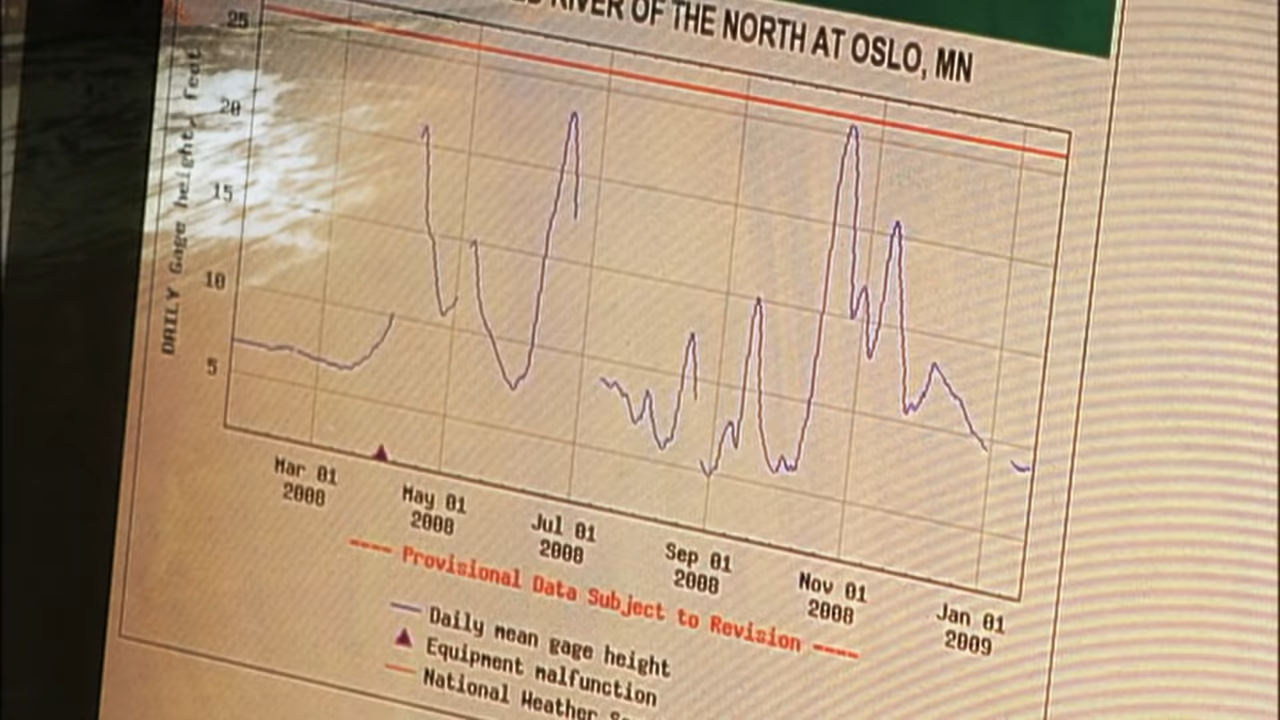 RIVER OF THE NORTH AT OSLO, MN
DAILY Gage height, feet
25
20
15
10
5
Mar 01
2008
May 01
2008
Jul 01
2008
Sep 01
2008
Nov 01
2008
Jan 01
2009
---- Provisional Data Subject to Revision ----
Daily mean gage height
Equipment malfunction
National Weather